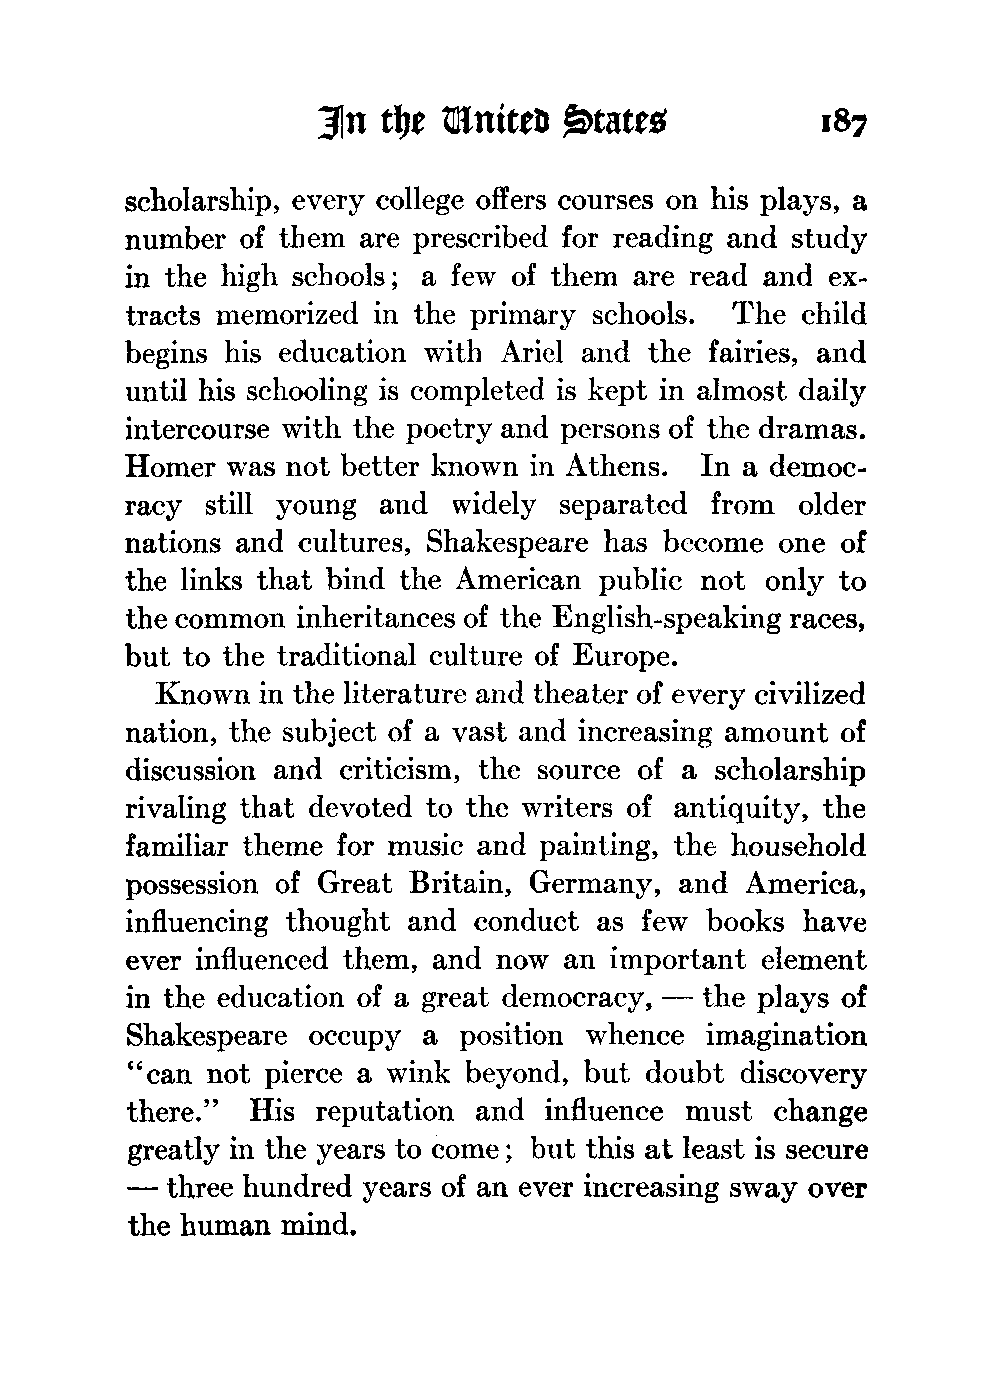 In the United States 187
scholarship, every college offers courses on his plays, a
number of them are prescribed for reading and study
in the high schools; a few of them are read and ex-
tracts memorized in the primary schools. The child
begins his education with Ariel and the fairies, and
until his schooling is completed is kept in almost daily
intercourse with the poetry and persons of the dramas.
Homer was not better known in Athens. In a democ-
racy still young and widely separated from older
nations and cultures, Shakespeare has become one of
the links that bind the American public not only to
the common inheritances of the English-speaking races,
but to the traditional culture of Europe.
Known in the literature and theater of every civilized
nation, the subject of a vast and increasing amount of
discussion and criticism, the source of a scholarship
rivaling that devoted to the writers of antiquity, the
familiar theme for music and painting, the household
possession of Great Britain, Germany, and America,
influencing thought and conduct as few books have
ever influenced them, and now an important element
in the education of a great democracy, — the plays of
Shakespeare occupy a position whence imagination
“can not pierce a wink beyond, but doubt discovery
there.” His reputation and influence must change
greatly in the years to come; but this at least is secure
— three hundred years of an ever increasing sway over
the human mind.